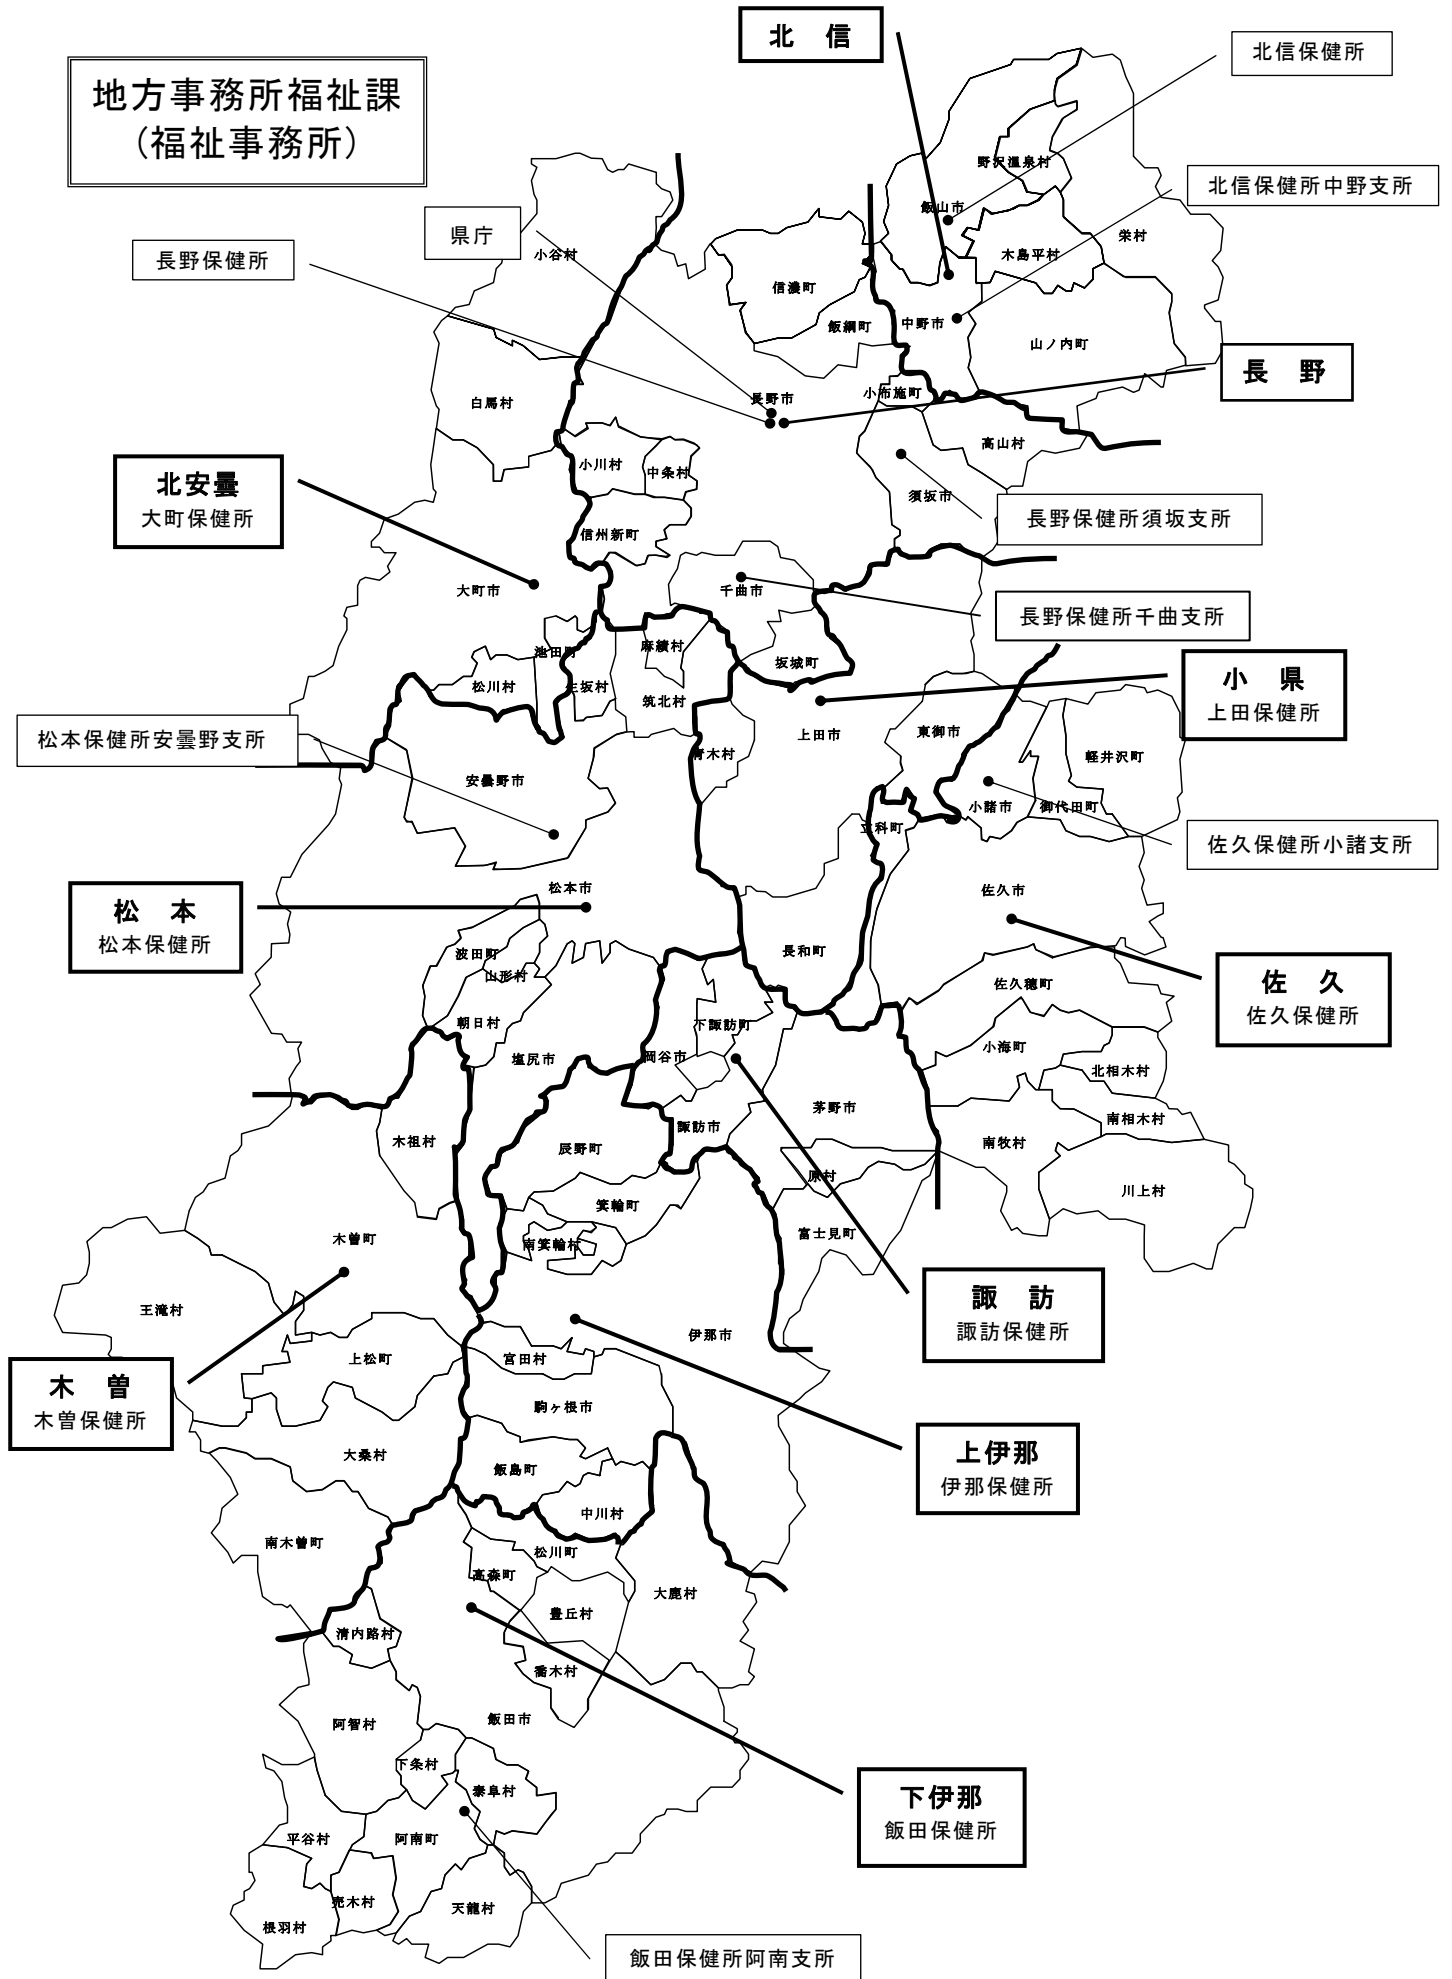 地方事務所福祉課
（福祉事務所）
北　信
北信保健所
野沢温泉村
北信保健所中野支所
飯山市
栄村
県庁
長野保健所
小谷村
木島平村
信濃町
飯綱町
中野市
山ノ内町
長　野
白馬村
長野市
小布施町
高山村
小川村
中条村
須坂市
北安曇
大町保健所
信州新町
長野保健所須坂支所
大町市
千曲市
長野保健所千曲支所
池田町
麻績村
坂城町
松川村
生坂村
筑北村
小　県
上田保健所
松本保健所安曇野支所
上田市
東御市
青木村
軽井沢町
安曇野市
小諸市
御代田町
立科町
佐久保健所小諸支所
松本市
佐久市
松　本
松本保健所
波田町
山形村
長和町
佐久穂町
佐　久
佐久保健所
朝日村
下諏訪町
塩尻市
岡谷市
小海町
北相木村
茅野市
南相木村
木祖村
諏訪市
辰野町
南牧村
原村
川上村
箕輪町
木曽町
南箕輪村
富士見町
王滝村
諏　訪
諏訪保健所
伊那市
上松町
宮田村
木　曽
木曽保健所
駒ヶ根市
大桑村
飯島町
上伊那
伊那保健所
中川村
南木曽町
松川町
高森町
大鹿村
豊丘村
清内路村
喬木村
阿智村
飯田市
下条村
泰阜村
下伊那
飯田保健所
平谷村
阿南町
売木村
天龍村
根羽村
飯田保健所阿南支所